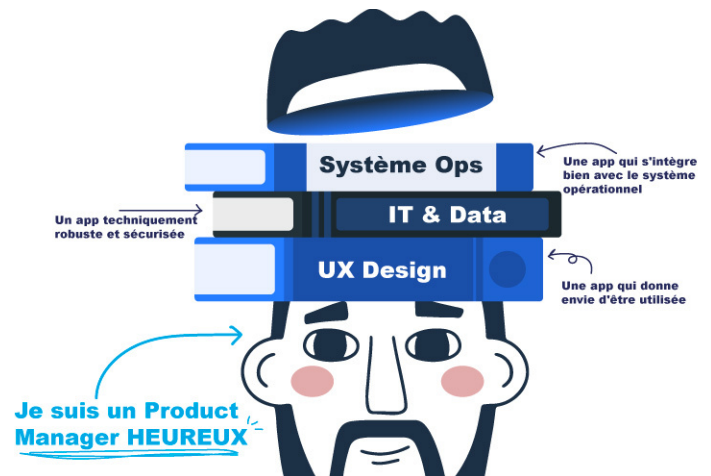 Système Ops
Une app qui s'intègre
bien avec le système
opérationnel
IT & Data
Un app techniquement
robuste et sécurisée
UX Design
Une app qui donne
envie d'être utilisée
Je suis un Product
Manager HEUREUX